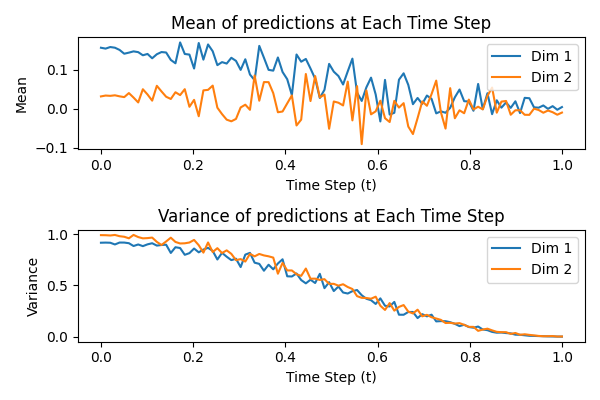 Mean of predictions at Each Time Step
Mean
0.1
0.0
−0.1
Dim 1
Dim 2
0.0 0.2 0.4 0.6 0.8 1.0
Time Step (t)
Variance of predictions at Each Time Step
Variance
1.0
0.5
0.0
Dim 1
Dim 2
0.0 0.2 0.4 0.6 0.8 1.0
Time Step (t)